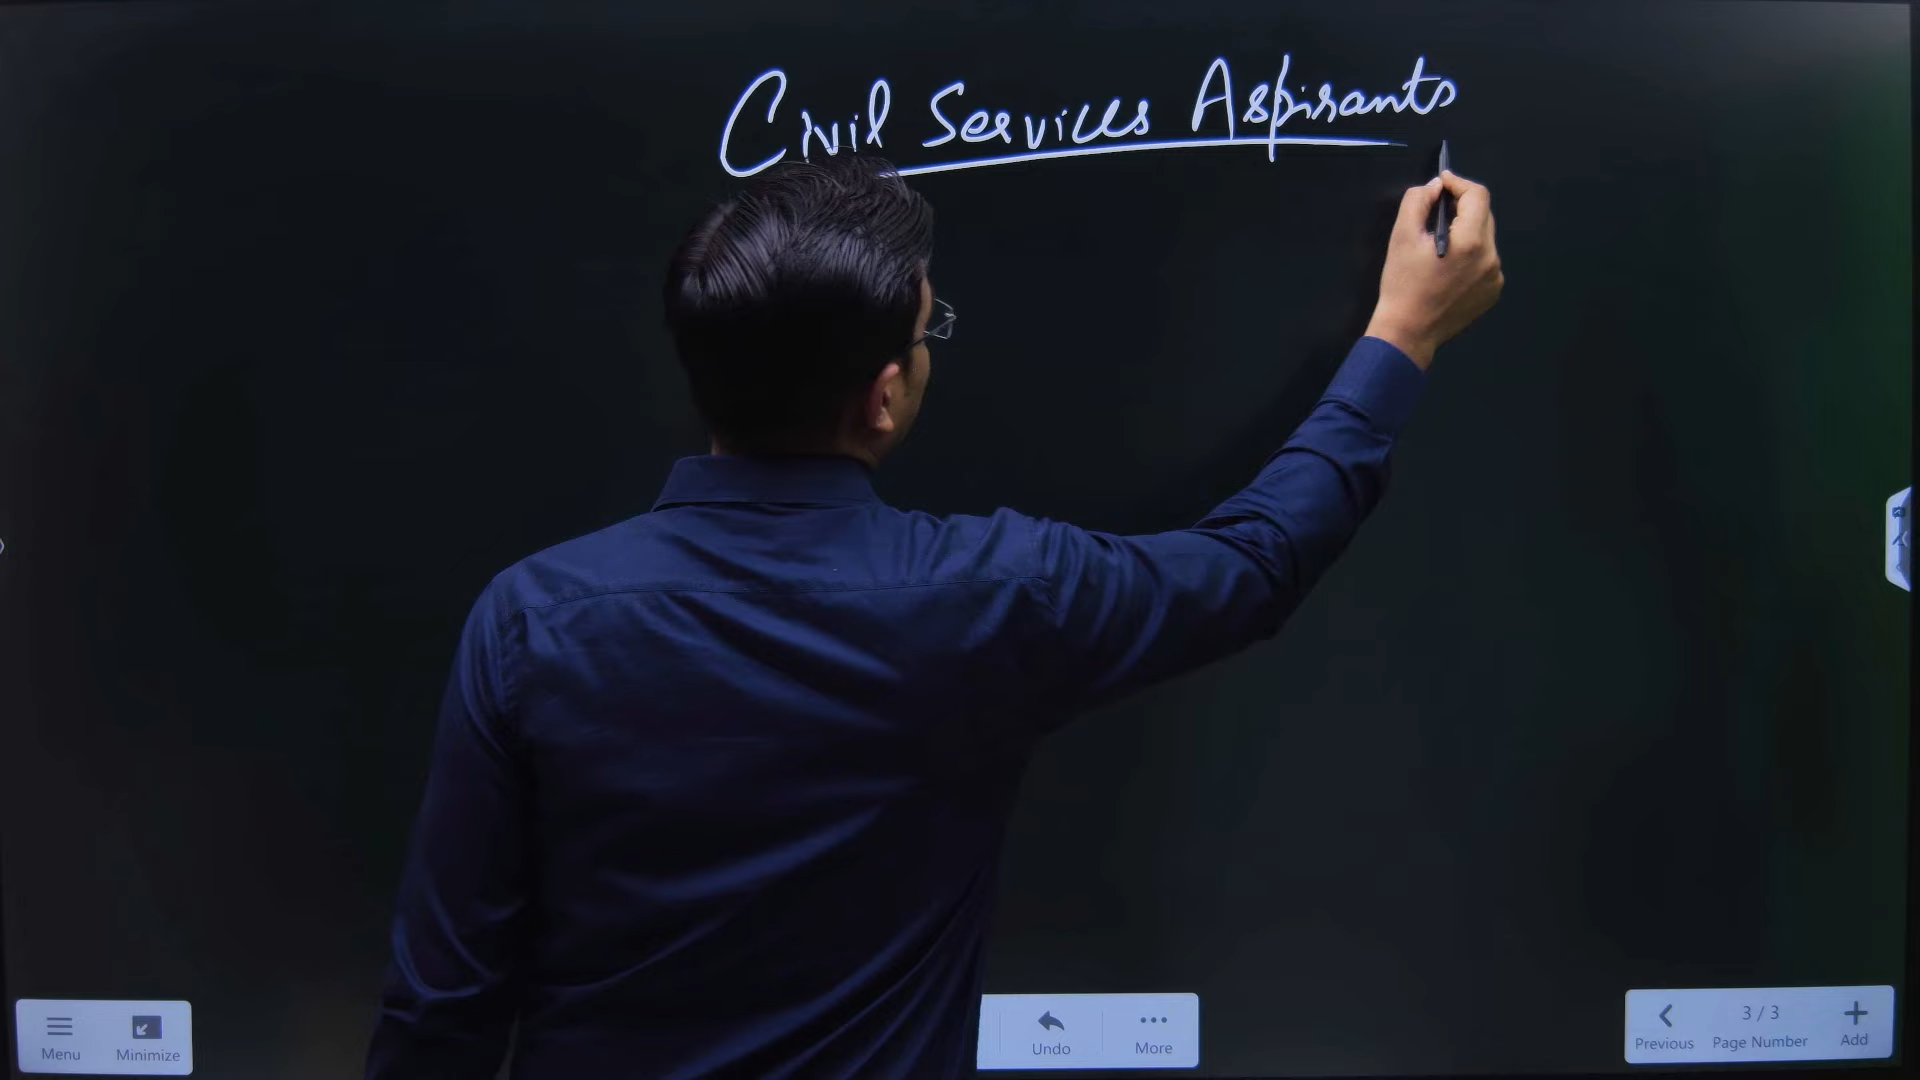 Civil Services Aspirants
Menu
Minimize
Undo
More
Previous
3 / 3
Page Number
Add